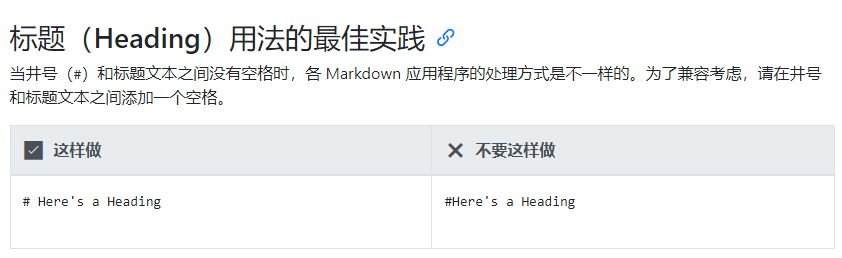 标题（Heading）用法的最佳实践
当井号（#）和标题文本之间没有空格时，各 Markdown 应用程序的处理方式是不一样的。为了兼容考虑，请在井号
和标题文本之间添加一个空格。
这样做 不要这样做
# Here's a Heading #Here's a Heading